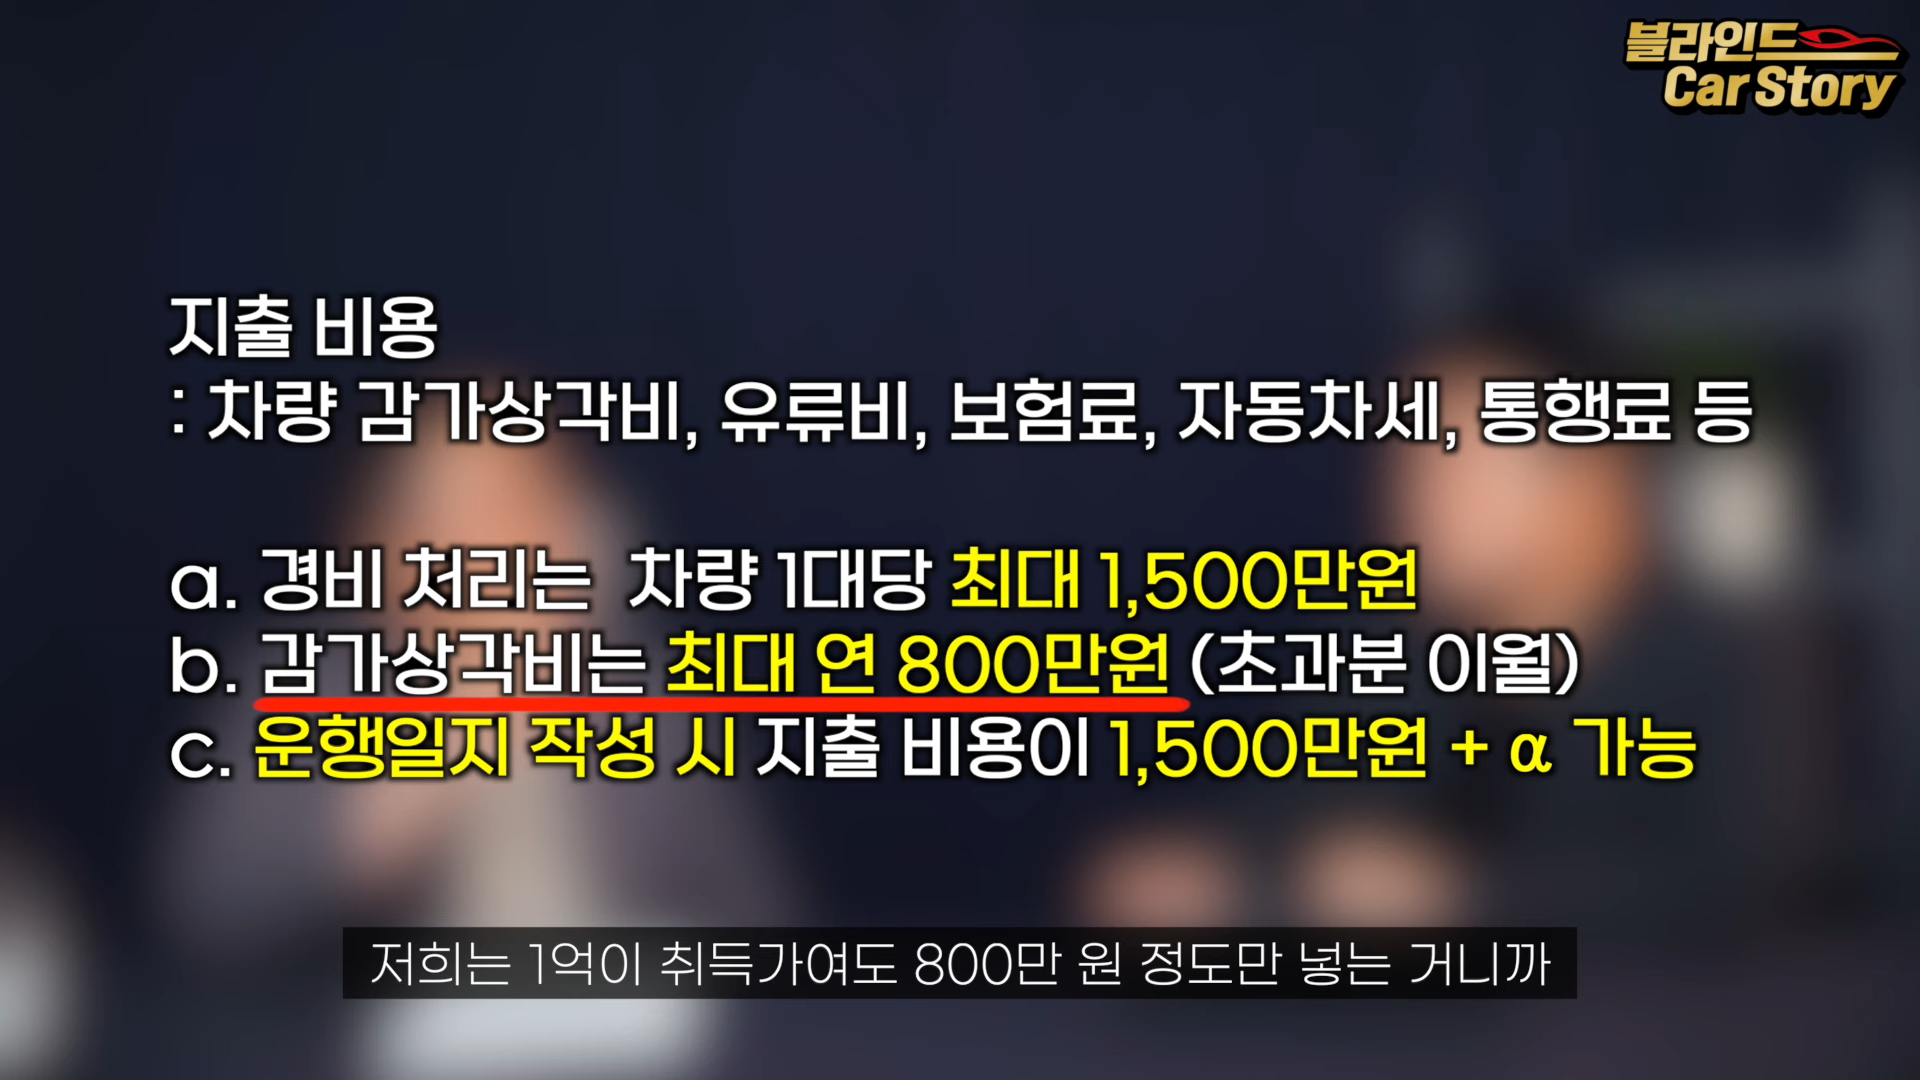 블라인드
Car Story
지출 비용
: 차량 감가상각비, 유류비, 보험료, 자동차세, 통행료 등
a. 경비 처리는 차량 1대당 최대 1,500만원
b. 감가상각비는 최대 연 800만원 (초과분 이월)
c. 운행일지 작성 시 지출 비용이 1,500만원 + α 가능
저희는 1억이 취득가여도 800만 원 정도만 넣는 거니까